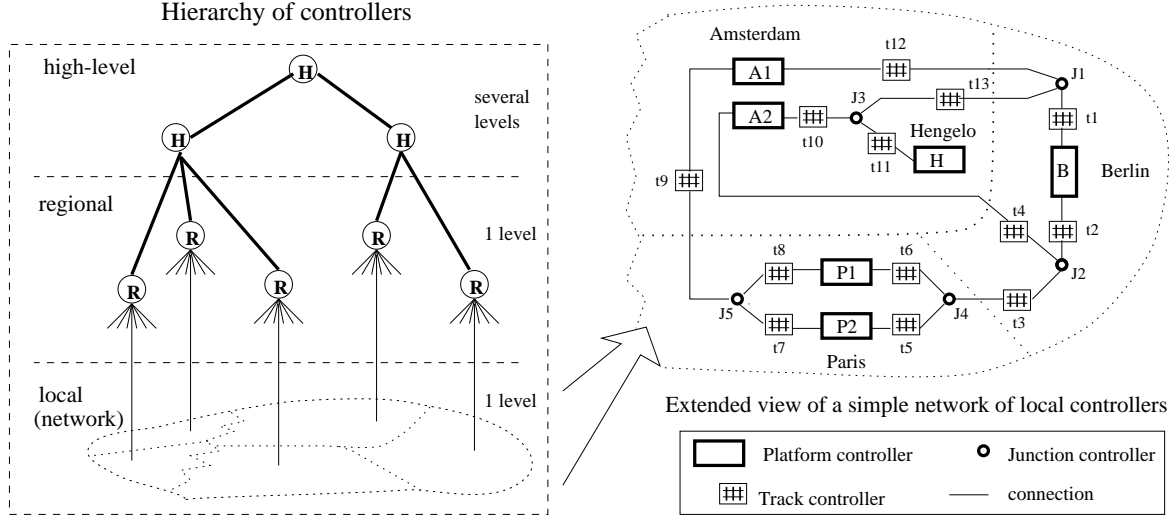 Hierarchy of controllers
high-level
H
several
levels
H
H
regional
R
R
1 level
R
R
R
local
(network)
1 level
Amsterdam
t12
A1
J1
t13
J3
A2
t10
Hengelo
t1
t11
H
t9
B
Berlin
t4
t2
t8
t6
J2
P1
J5
J4
t3
P2
t7
t5
Paris
Extended view of a simple network of local controllers
Platform controller
Junction controller
Track controller
connection